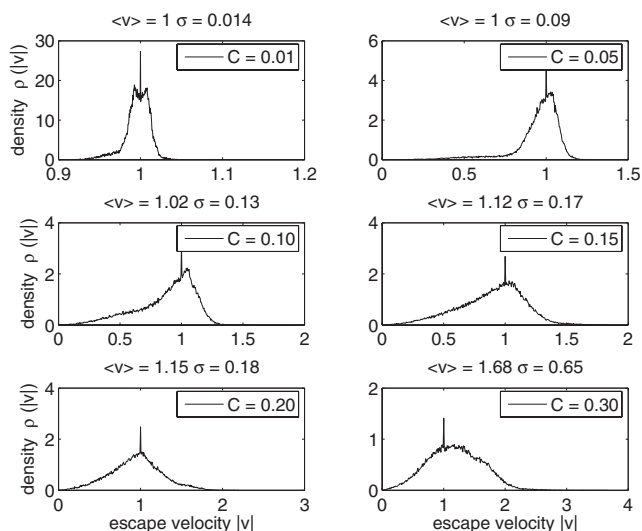 <v> = 1 σ = 0.014
<v> = 1 σ = 0.09
density ρ (|v|)
30
20
10
0
C = 0.01
0.9
1
1.1
1.2
6
4
2
0
C = 0.05
0
0.5
1
1.5
<v> = 1.02 σ = 0.13
<v> = 1.12 σ = 0.17
density ρ (|v|)
4
2
0
C = 0.10
0
0.5
1
1.5
2
4
2
0
C = 0.15
0
0.5
1
1.5
2
<v> = 1.15 σ = 0.18
<v> = 1.68 σ = 0.65
density ρ (|v|)
4
2
0
C = 0.20
0
1
2
3
escape velocity |v|
2
1
0
C = 0.30
0
1
2
3
4
escape velocity |v|